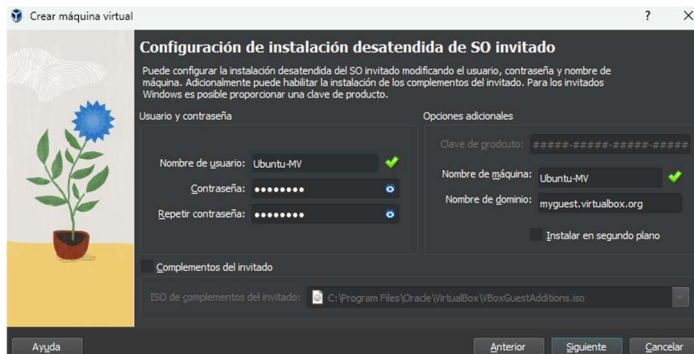 Crear máquina virtual
?
Configuración de instalación desatendida de SO invitado
Puede configurar la instalación desatendida del SO invitado modificando el usuario, contraseña y nombre de
máquina. Adicionalmente puede habilitar la instalación de los complementos del invitado. Para los invitados
Windows es posible proporcionar una clave de producto.
Usuario y contraseña
Nombre de usuario: Ubuntu-MV
Contraseña: ••••••••
Repetir contraseña: ••••••••
Opciones adicionales
Clave de prodcuto: #####-#####-#####-#####-#####
Nombre de máquina: Ubuntu-MV
Nombre de dominio: myguest.virtualbox.org
Instalar en segundo plano
Complementos del invitado
ISO de complementos del invitado: C:\Program Files\Oracle\VirtualBox\VBoxGuestAdditions.iso
Ayuda
Anterior
Siguiente
Cancelar